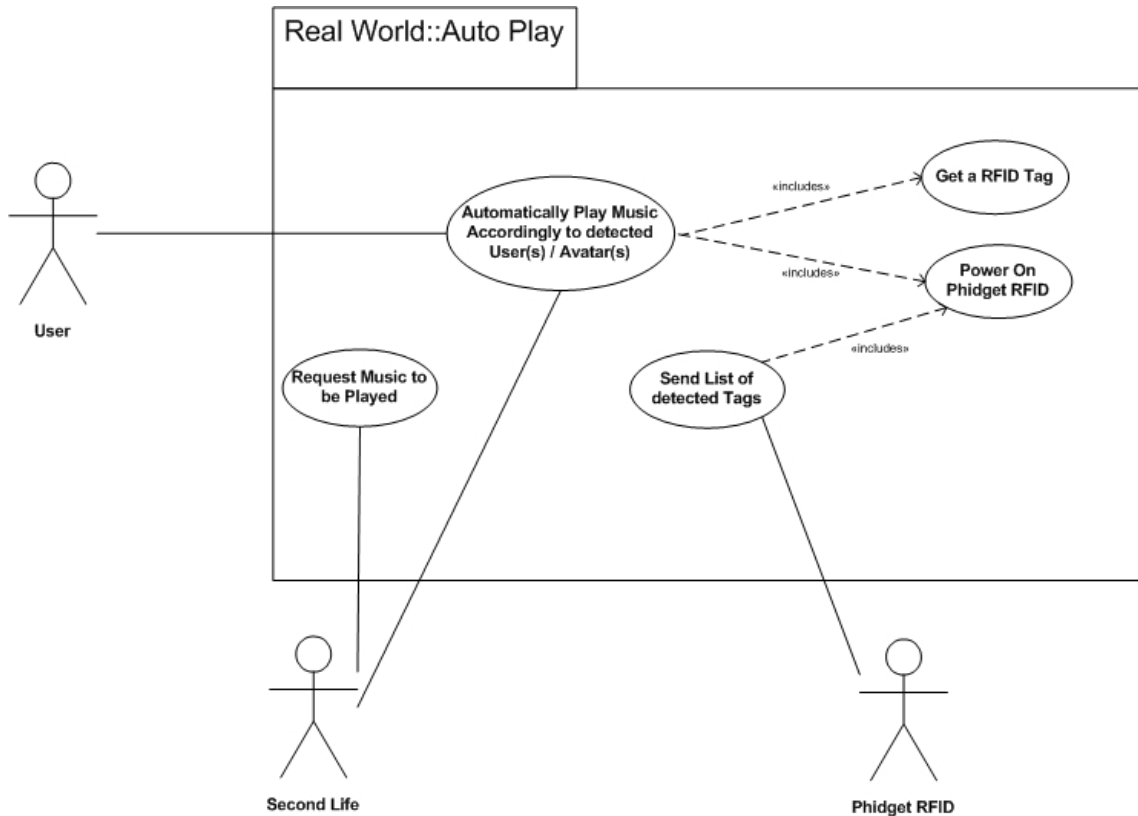 Real World::Auto Play
«includes»
Get a RFID Tag
Automatically Play Music
Accordingly to detected
User(s) / Avatar(s)
«includes»
Power On
Phidget RFID
User
«includes»
Request Music to
be Played
Send List of
detected Tags
Second Life
Phidget RFID